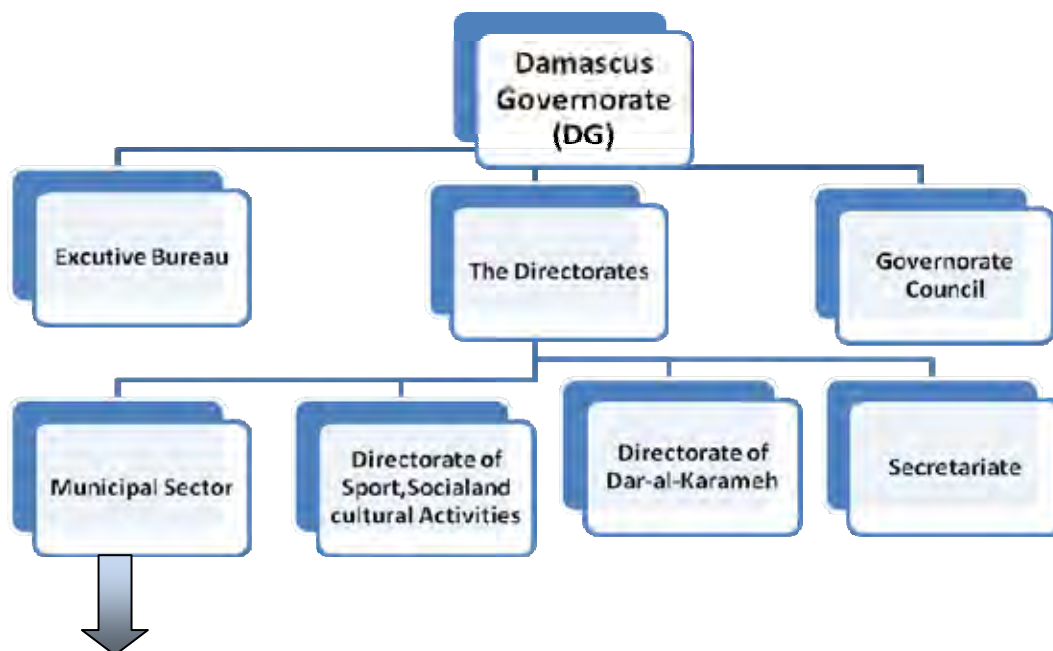 Damascus
Governorate
(DG)
Excutive Bureau
The Directorates
Governorate
Council
Municipal Sector
Directorate of
Sport,Socialand
cultural Activities
Directorate of
Dar-al-Karameh
Secretariate